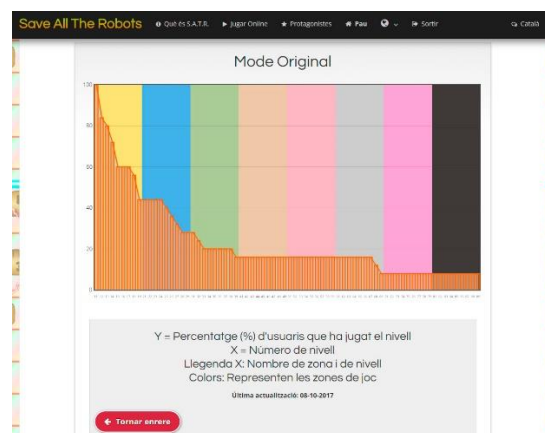 Save All The Robots
Què és S.A.T.R.
Jugar Online
Protagonistes
Pau
Sortir
Català
Mode Original
100
80
60
40
20
0
Y = Percentatge (%) d'usuaris que ha jugat el nivell
X = Número de nivell
Llegenda X: Nombre de zona i de nivell
Colors: Representen les zones de joc
Última actualització: 08-10-2017
Tornar enrere